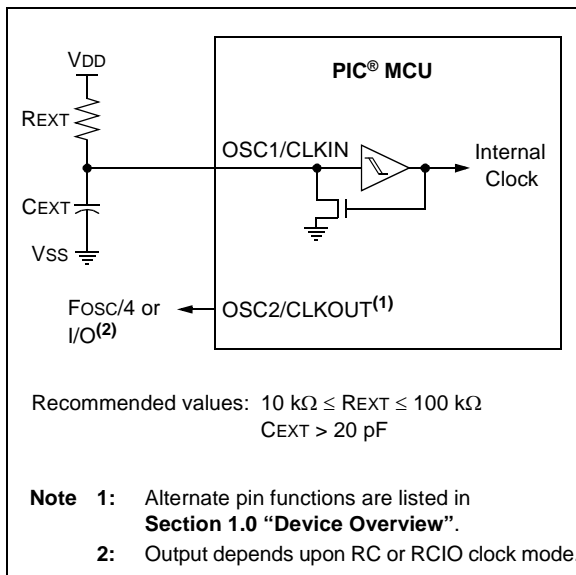 VDD
PIC® MCU
REXT
OSC1/CLKIN
Internal
Clock
CEXT
VSS
FOSC/4 or
I/O(2)
OSC2/CLKOUT(1)
Recommended values: 10 kΩ ≤ REXT ≤ 100 kΩ
CEXT > 20 pF
Note 1: Alternate pin functions are listed in
Section 1.0 “Device Overview”.
2: Output depends upon RC or RCIO clock mode.